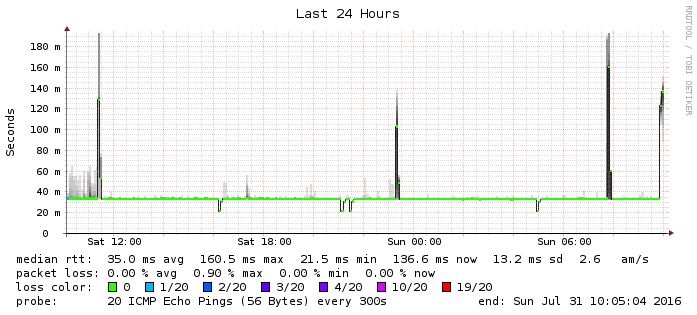 Last 24 Hours
RRDTOOL / TOBI OETIKER
Seconds
180 m
160 m
140 m
120 m
100 m
80 m
60 m
40 m
20 m
0
Sat 12:00 Sat 18:00 Sun 00:00 Sun 06:00
median rtt: 35.0 ms avg 160.5 ms max 21.5 ms min 136.6 ms now 13.2 ms sd 2.6 am/s
packet loss: 0.00 % avg 0.90 % max 0.00 % min 0.00 % now
loss color: 0 1/20 2/20 3/20 4/20 10/20 19/20
probe: 20 ICMP Echo Pings (56 Bytes) every 300s end: Sun Jul 31 10:05:04 2016